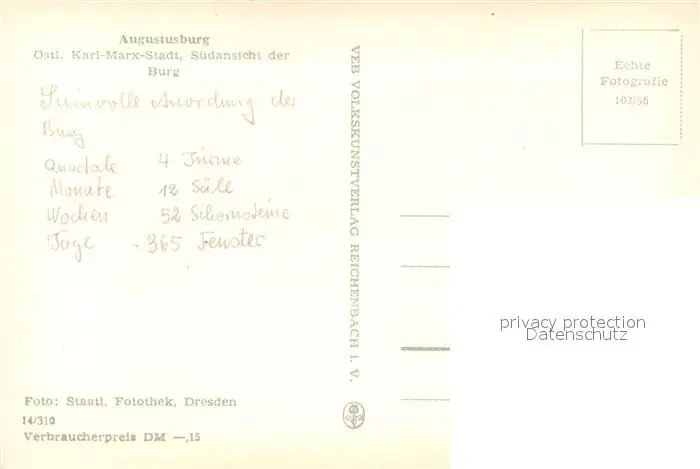 Augustusburg
Östl. Karl-Marx-Stadt, Südansicht der
Burg
Sinnvolle Anordnung der
Burg
Quartale 4 Türme
Monate 12 Säle
Wochen 52 Schornsteine
Tage - 365 Fenster
Foto: Staatl. Fotothek, Dresden
14/310
Verbraucherpreis DM —,15
VEB VOLKSKUNSTVERLAG REICHENBACH I. V.
Echte
Fotografie
102/56
privacy protection
Datenschutz